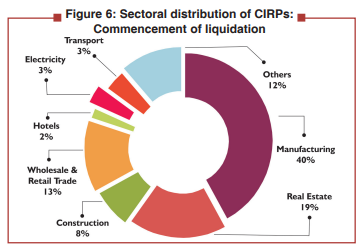 Figure 6: Sectoral distribution of CIRPs:
Commencement of liquidation
Transport
3%
Electricity
3%
Others
12%
Hotels
2%
Manufacturing
40%
Wholesale &
Retail Trade
13%
Real Estate
19%
Construction
8%